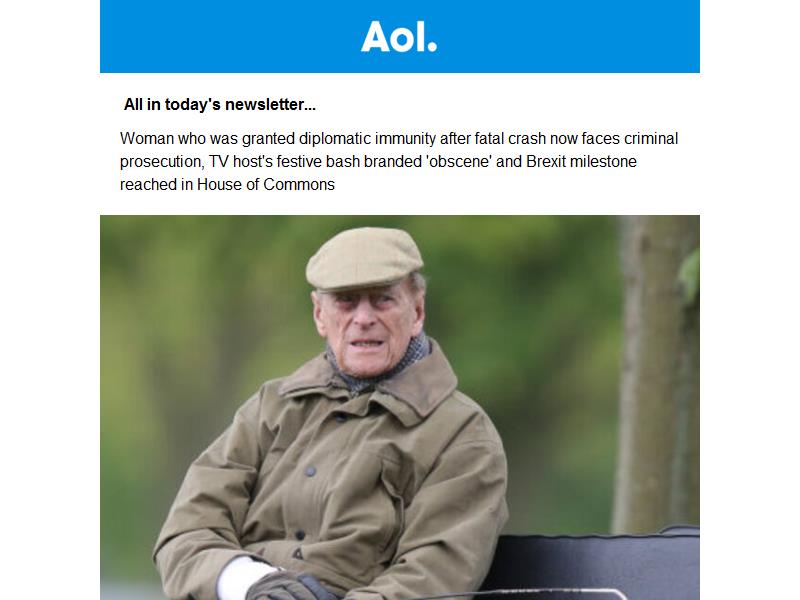 Aol.
All in today's newsletter...
Woman who was granted diplomatic immunity after fatal crash now faces criminal
prosecution, TV host's festive bash branded 'obscene' and Brexit milestone
reached in House of Commons